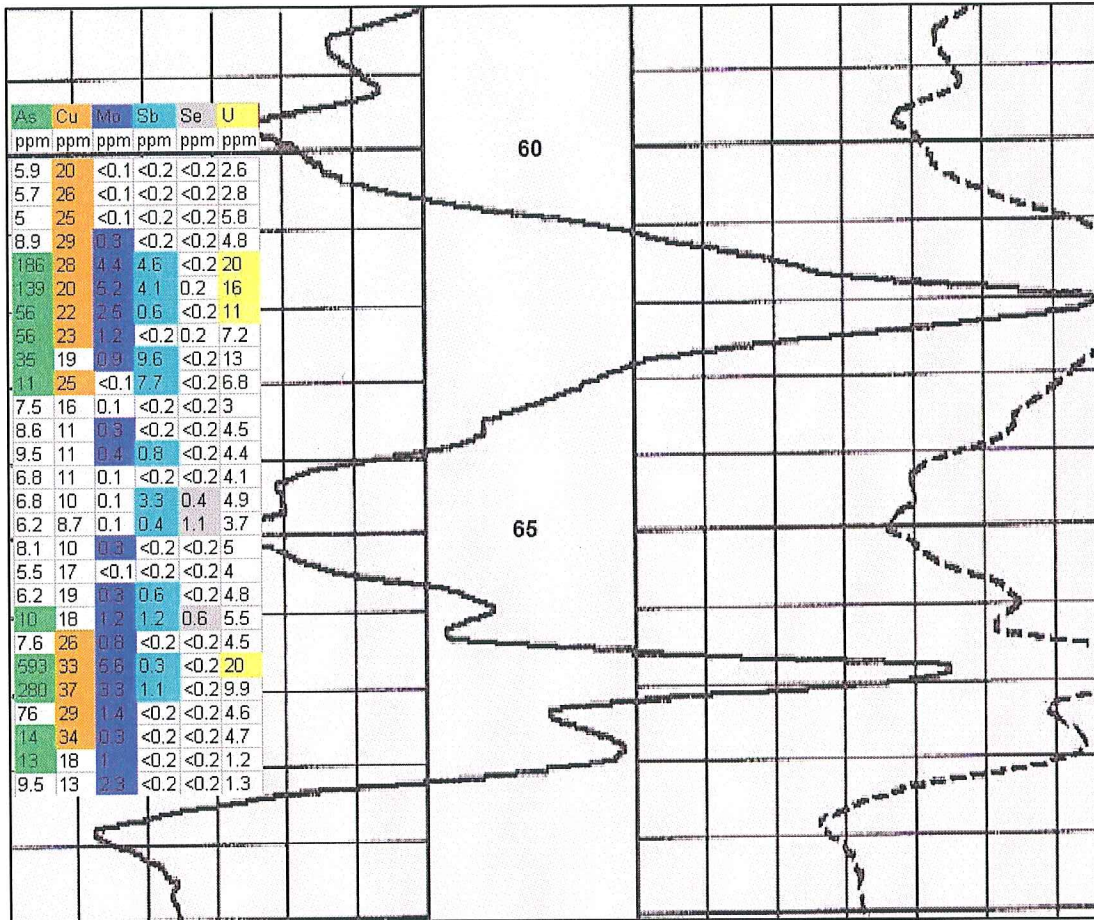 As Cu Mo Sb Se U
ppm ppm ppm ppm ppm ppm
5.9 20 <0.1 <0.2 <0.2 2.6
5.7 26 <0.1 <0.2 <0.2 2.8
5 25 <0.1 <0.2 <0.2 5.8
8.9 29 0.3 <0.2 <0.2 4.8
186 28 4.4 4.6 <0.2 20
139 20 5.2 4.1 0.2 16
56 22 2.5 0.6 <0.2 11
56 23 1.2 <0.2 0.2 7.2
35 19 0.9 9.6 <0.2 13
11 25 <0.1 7.7 <0.2 6.8
7.5 16 0.1 <0.2 <0.2 3
8.6 11 0.3 <0.2 <0.2 4.5
9.5 11 0.4 0.8 <0.2 4.4
6.8 11 0.1 <0.2 <0.2 4.1
6.8 10 0.1 3.3 0.4 4.9
6.2 8.7 0.1 0.4 1.1 3.7
8.1 10 0.3 <0.2 <0.2 5
5.5 17 <0.1 <0.2 <0.2 4
6.2 19 0.3 0.6 <0.2 4.8
10 18 1.2 1.2 0.6 5.5
7.6 26 0.8 <0.2 <0.2 4.5
593 33 5.6 0.3 <0.2 20
280 37 3.3 1.1 <0.2 9.9
76 29 1.4 <0.2 <0.2 4.6
14 34 0.3 <0.2 <0.2 4.7
13 18 1 <0.2 <0.2 1.2
9.5 13 2.3 <0.2 <0.2 1.3
60
65